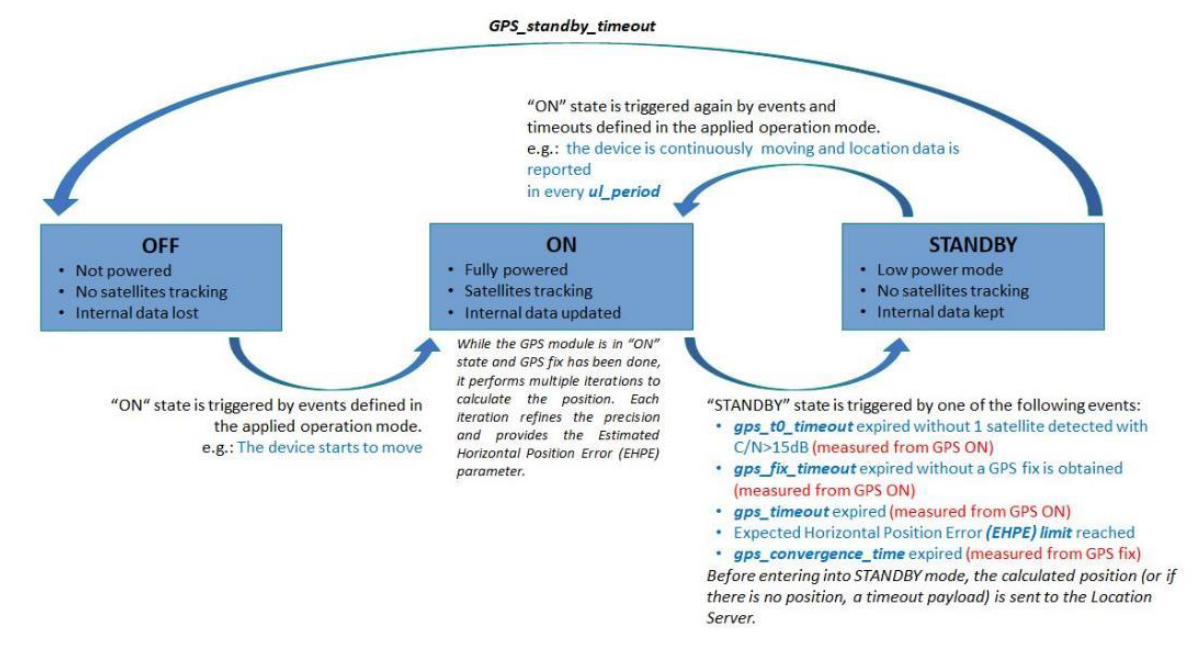 GPS_standby_timeout
“ON” state is triggered again by events and
timeouts defined in the applied operation mode.
e.g.: the device is continuously moving and location data is
reported
in every ul_period
OFF
• Not powered
• No satellites tracking
• Internal data lost
ON
• Fully powered
• Satellites tracking
• Internal data updated
STANDBY
• Low power mode
• No satellites tracking
• Internal data kept
“ON“ state is triggered by events defined in
the applied operation mode.
e.g.: The device starts to move
While the GPS module is in “ON”
state and GPS fix has been done,
it performs multiple iterations to
calculate the position. Each
iteration refines the precision
and provides the Estimated
Horizontal Position Error (EHPE)
parameter.
“STANDBY” state is triggered by one of the following events:
• gps_t0_timeout expired without 1 satellite detected with
C/N>15dB (measured from GPS ON)
• gps_fix_timeout expired without a GPS fix is obtained
(measured from GPS ON)
• gps_timeout expired (measured from GPS ON)
• Expected Horizontal Position Error (EHPE) limit reached
• gps_convergence_time expired (measured from GPS fix)
Before entering into STANDBY mode, the calculated position (or if
there is no position, a timeout payload) is sent to the Location
Server.